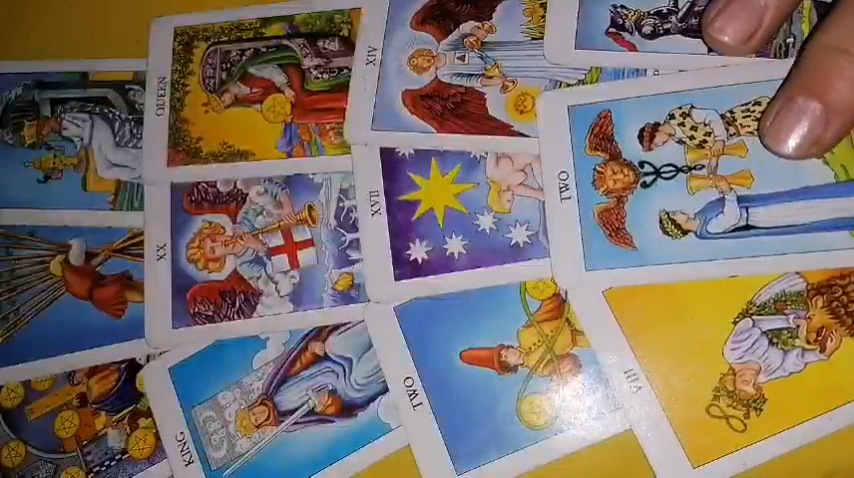 QUEEN
XIV
XX
XVII
TWO
KING
TWO
VIII